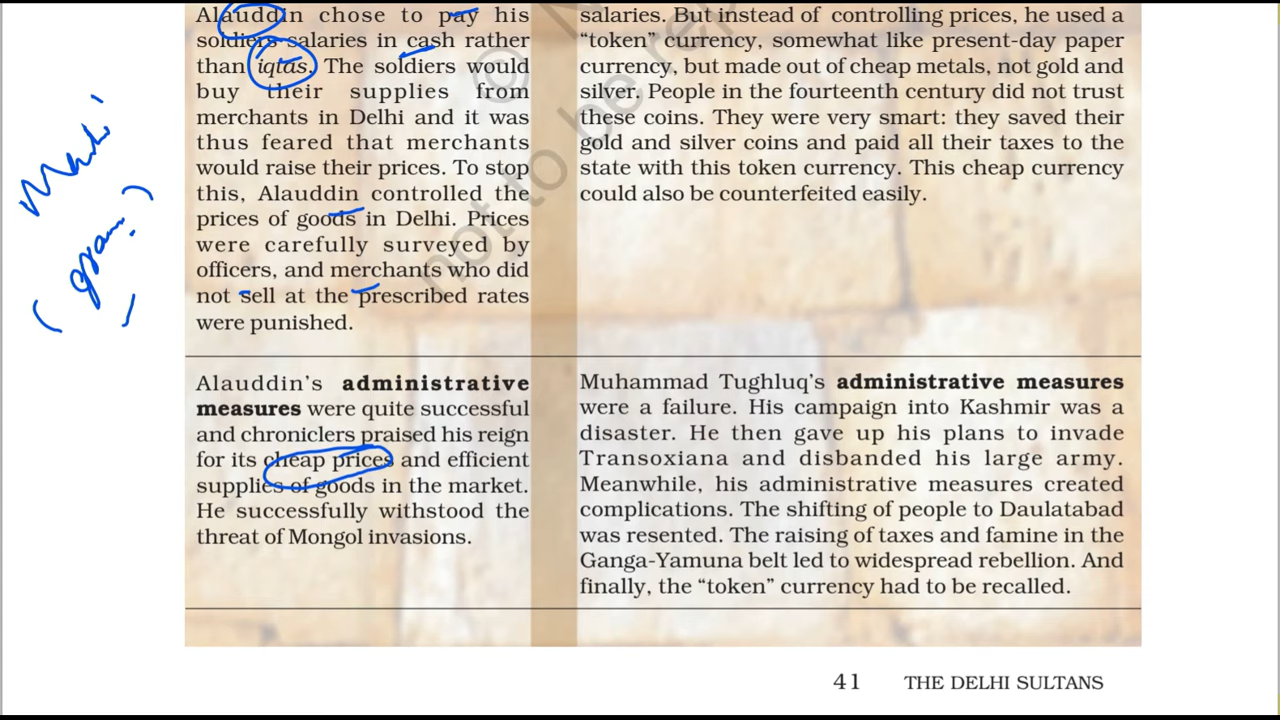 Alauddin chose to pay his
soldiers salaries in cash rather
than iqtas. The soldiers would
buy their supplies from
merchants in Delhi and it was
thus feared that merchants
would raise their prices. To stop
this, Alauddin controlled the
prices of goods in Delhi. Prices
were carefully surveyed by
officers, and merchants who did
not sell at the prescribed rates
were punished.
salaries. But instead of controlling prices, he used a
“token” currency, somewhat like present-day paper
currency, but made out of cheap metals, not gold and
silver. People in the fourteenth century did not trust
these coins. They were very smart: they saved their
gold and silver coins and paid all their taxes to the
state with this token currency. This cheap currency
could also be counterfeited easily.
Alauddin’s administrative
measures were quite successful
and chroniclers praised his reign
for its cheap prices and efficient
supplies of goods in the market.
He successfully withstood the
threat of Mongol invasions.
Muhammad Tughluq’s administrative measures
were a failure. His campaign into Kashmir was a
disaster. He then gave up his plans to invade
Transoxiana and disbanded his large army.
Meanwhile, his administrative measures created
complications. The shifting of people to Daulatabad
was resented. The raising of taxes and famine in the
Ganga-Yamuna belt led to widespread rebellion. And
finally, the “token” currency had to be recalled.
41 THE DELHI SULTANS
not to be rep